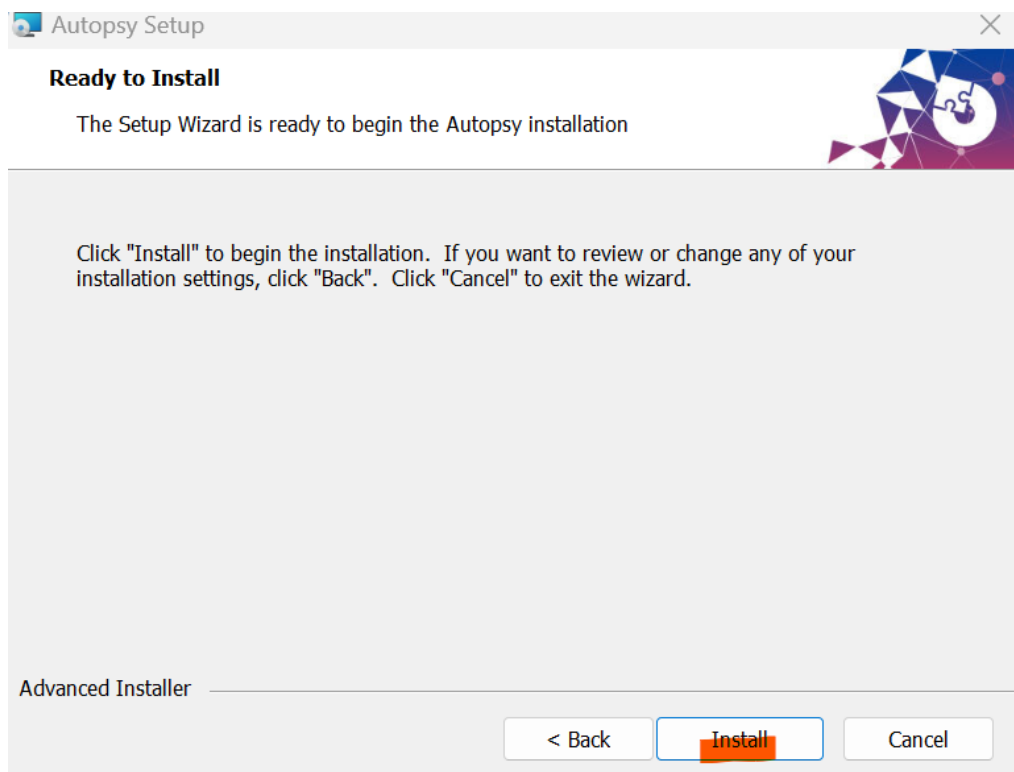 Autopsy Setup
Ready to Install
The Setup Wizard is ready to begin the Autopsy installation
Click "Install" to begin the installation.  If you want to review or change any of your
installation settings, click "Back".  Click "Cancel" to exit the wizard.
Advanced Installer
< Back
Install
Cancel